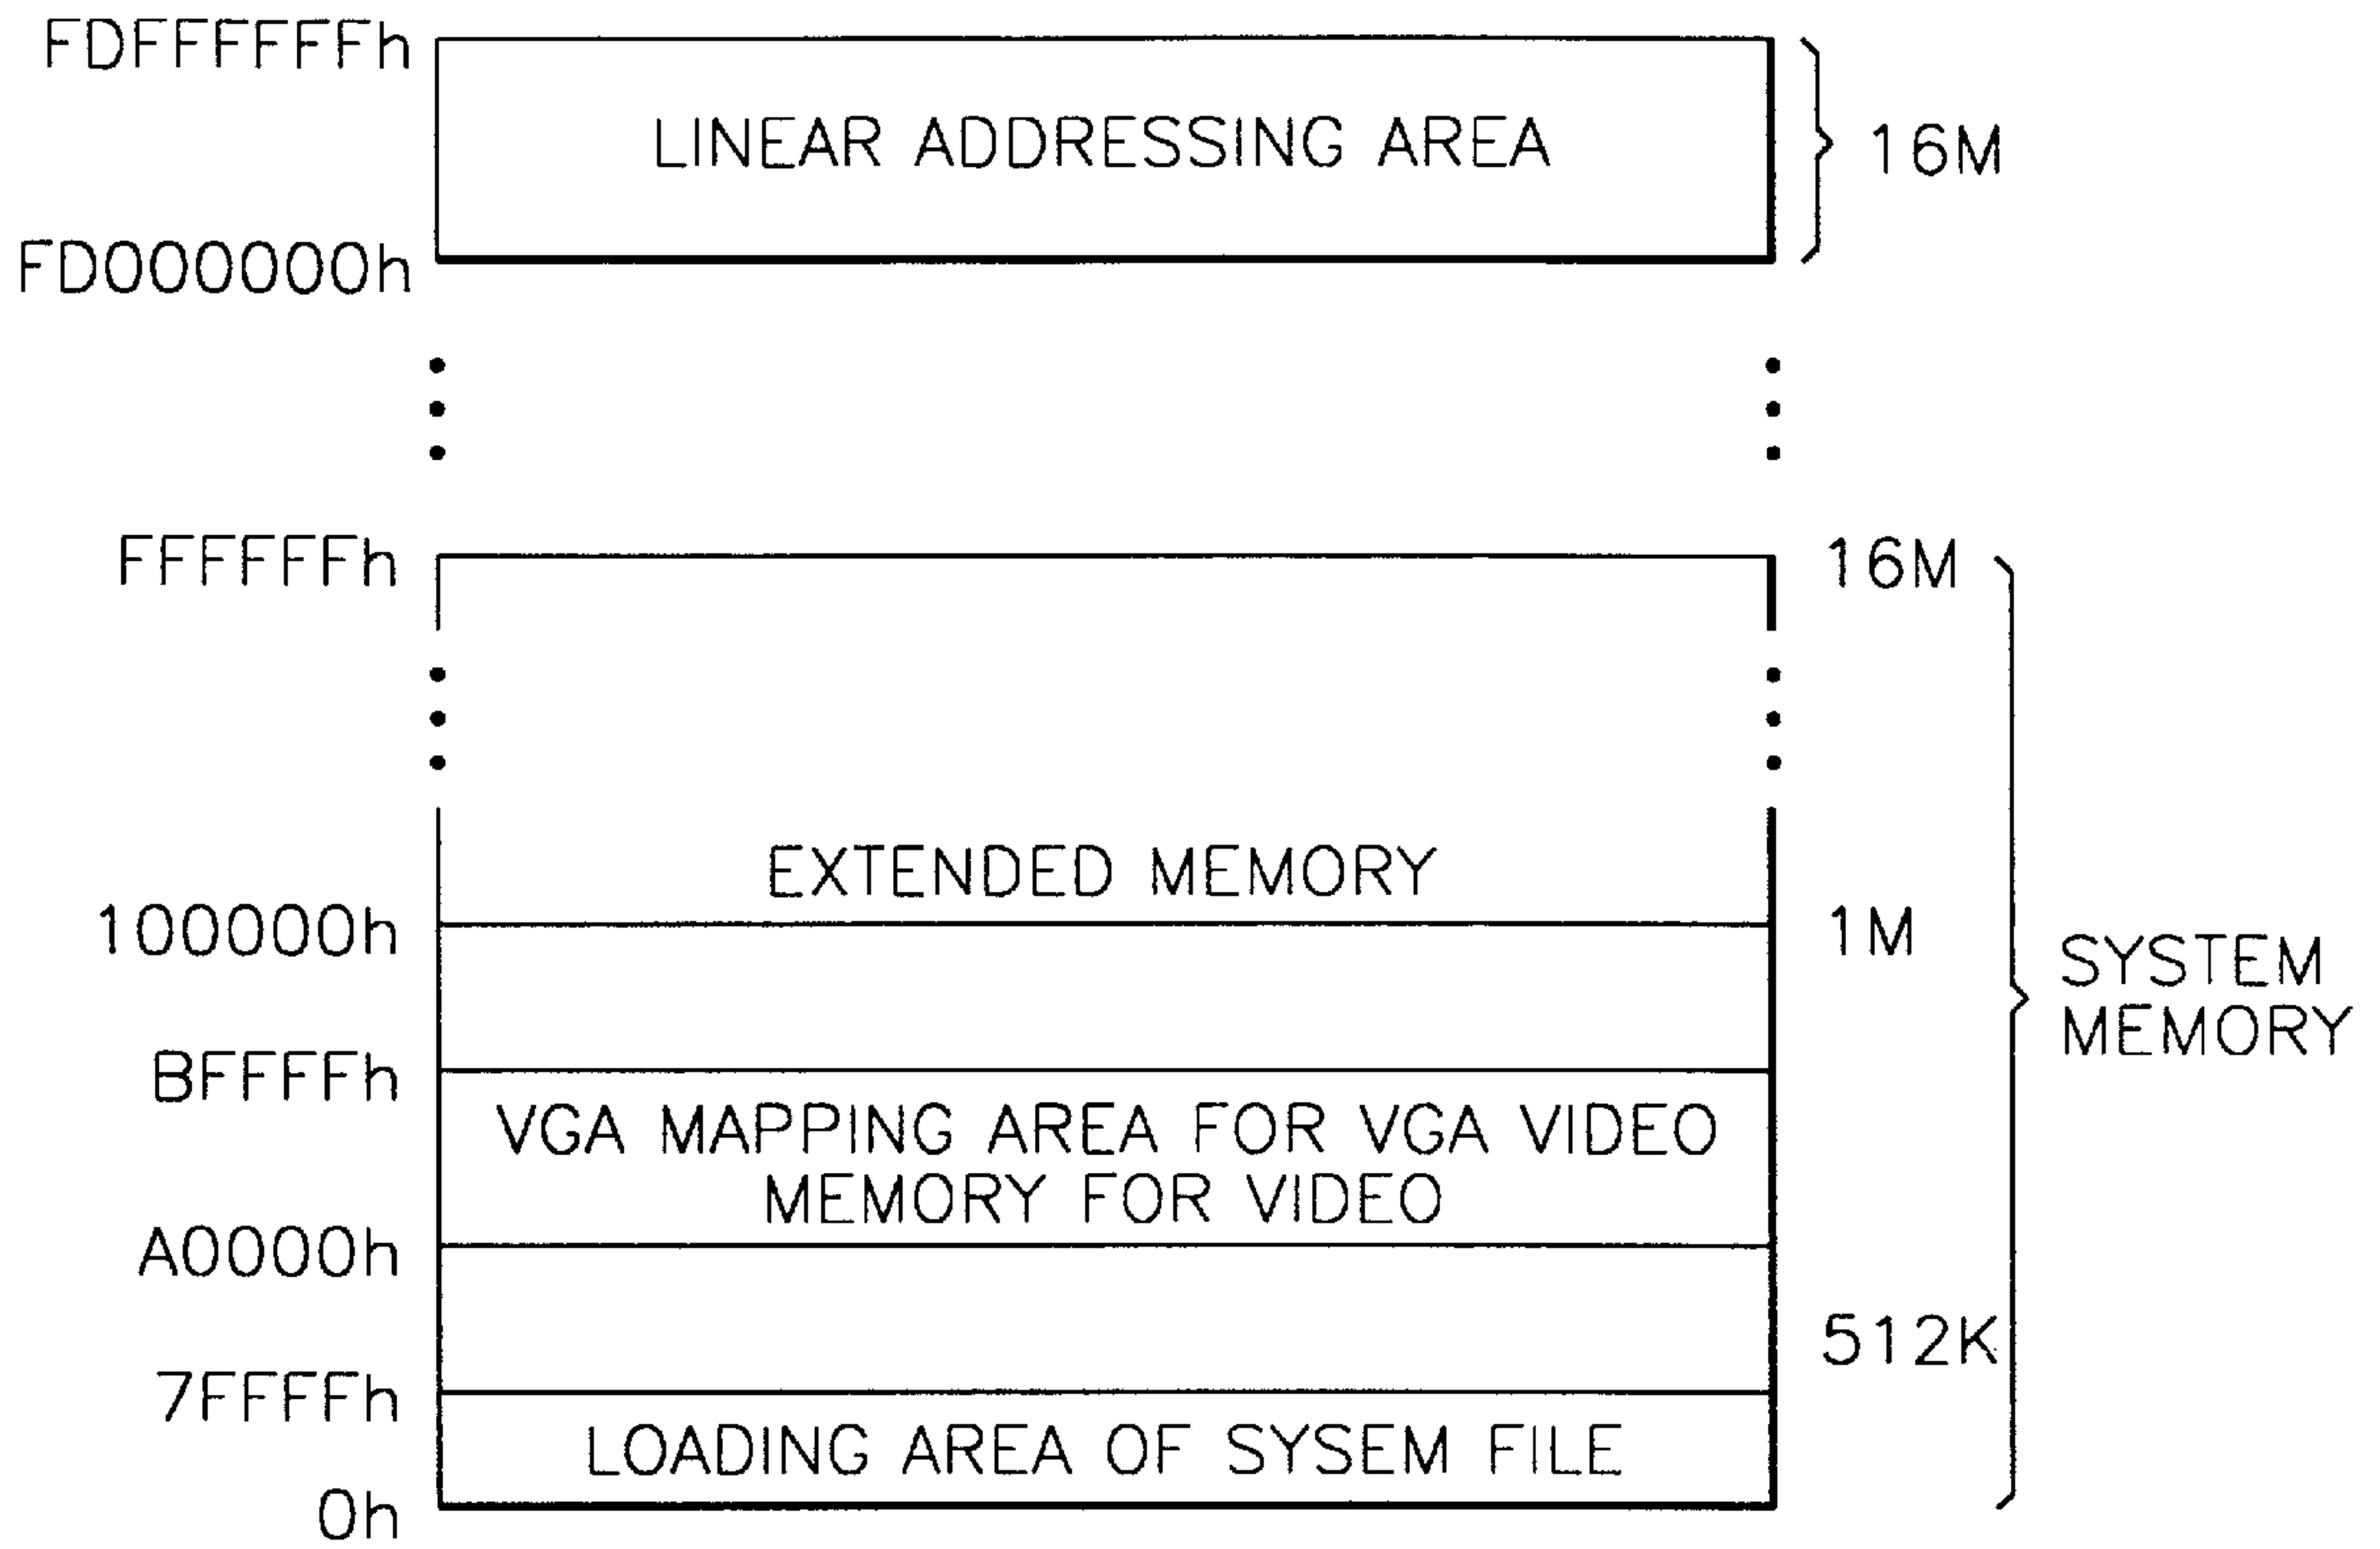 FDFFFFFFh
LINEAR ADDRESSING AREA
16M
FD000000h
FFFFFFh
16M
EXTENDED MEMORY
100000h
1M
SYSTEM
MEMORY
BFFFFh
VGA MAPPING AREA FOR VGA VIDEO
MEMORY FOR VIDEO
A0000h
512K
7FFFFh
LOADING AREA OF SYSEM FILE
0h